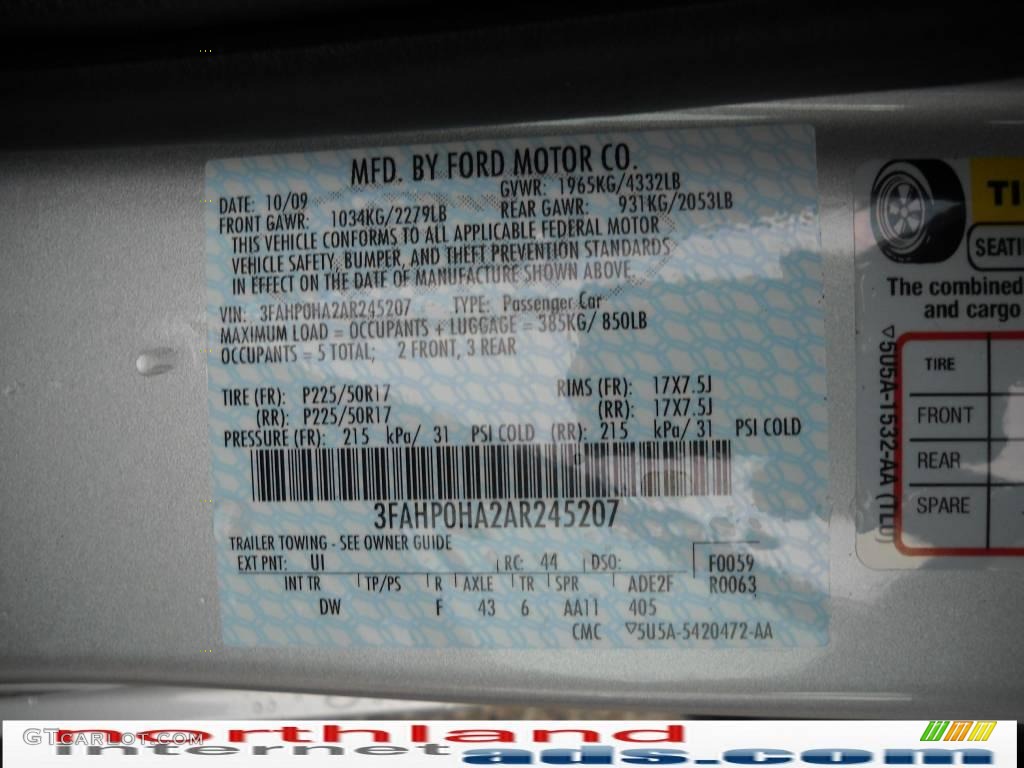 MFD. BY FORD MOTOR CO.
DATE: 10/09 GVWR: 1965KG/4332LB
FRONT GAWR: 1034KG/2279LB REAR GAWR: 931KG/2053LB
THIS VEHICLE CONFORMS TO ALL APPLICABLE FEDERAL MOTOR
VEHICLE SAFETY, BUMPER, AND THEFT PREVENTION STANDARDS
IN EFFECT ON THE DATE OF MANUFACTURE SHOWN ABOVE.
VIN: 3FAHP0HA2AR245207 TYPE: Passenger Car
MAXIMUM LOAD = OCCUPANTS + LUGGAGE = 385KG/ 850LB
OCCUPANTS = 5 TOTAL; 2 FRONT, 3 REAR
TIRE (FR): P225/50R17 RIMS (FR): 17X7.5J
(RR): P225/50R17 (RR): 17X7.5J
PRESSURE (FR): 215 kPa/ 31 PSI COLD (RR): 215 kPa/ 31 PSI COLD
3FAHP0HA2AR245207
TRAILER TOWING - SEE OWNER GUIDE
EXT PNT: UI RC: 44 DSO: F0059
INT TR TP/PS R AXLE TR SPR ADE2F R0063
DW F 43 6 AA11 405
CMC ▽5U5A-5420472-AA
TI
SEATI
The combined
and cargo
▽5U5A-1532-AA (TLU)
TIRE
FRONT
REAR
SPARE
GTCarLot.com
northland
internet ads.com